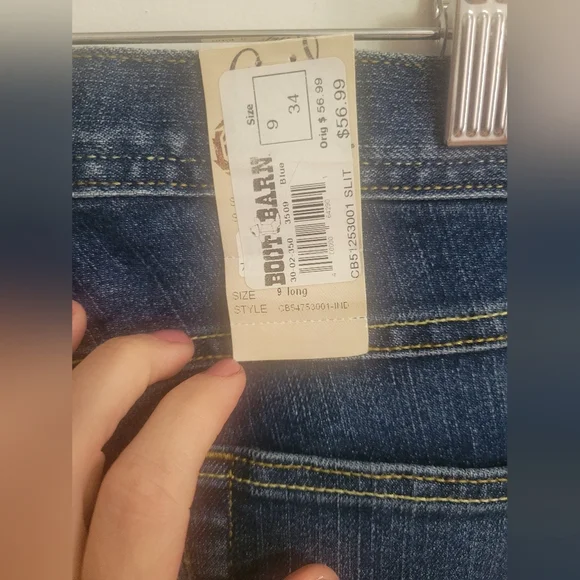 Size
9 34
Orig $ 56.99
$56.99
BOOT BARN
30-02-350 3509 Blue
CB51253001 SLIT
SIZE 9 long
STYLE CB54753001-IND